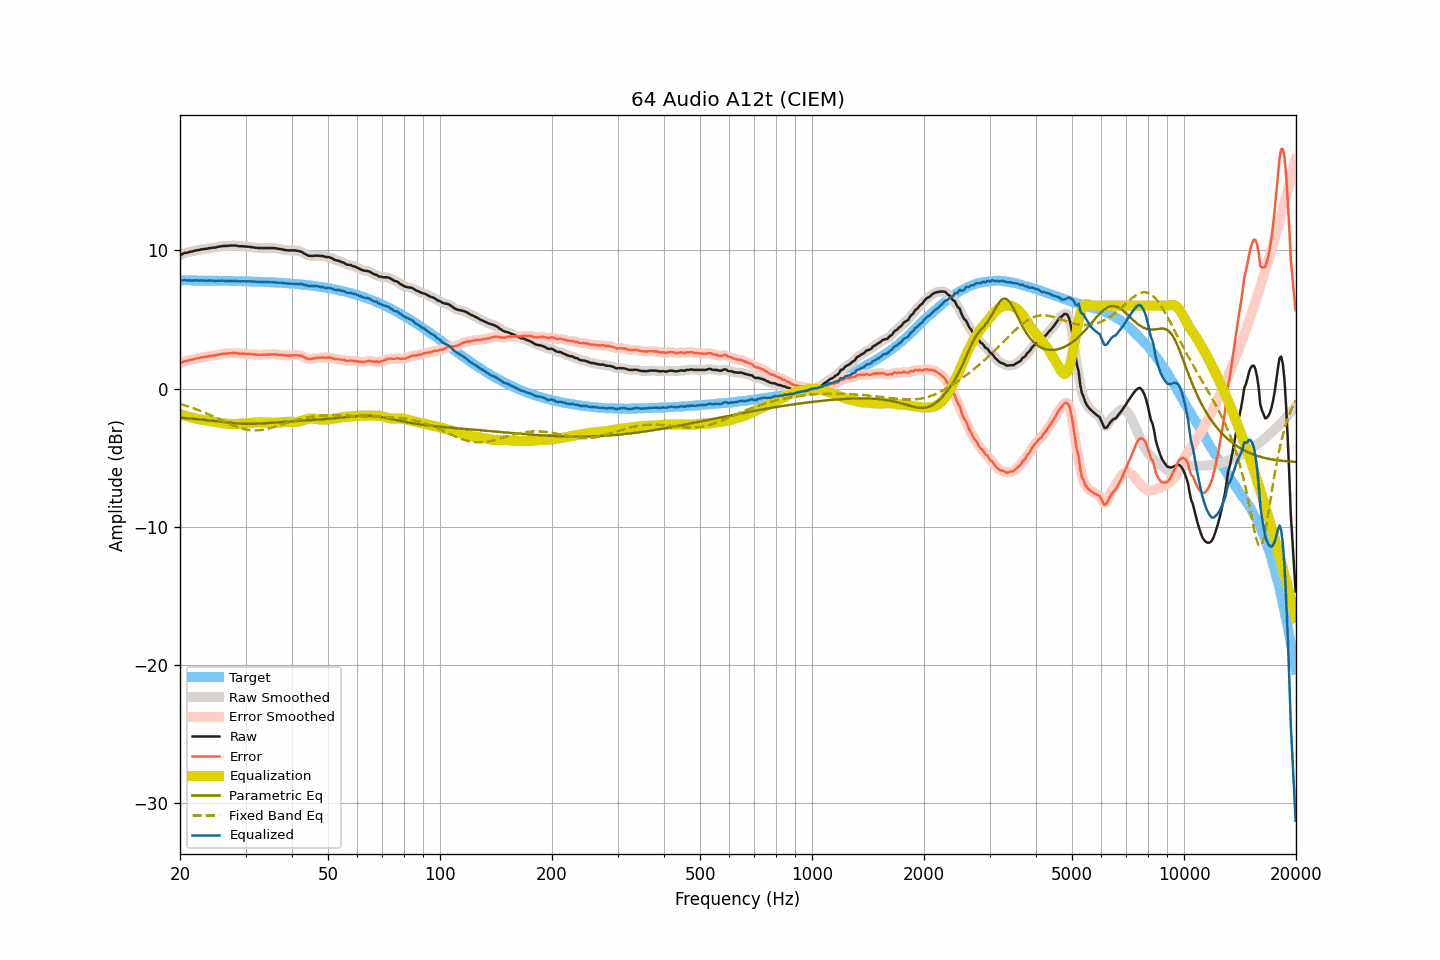 64 Audio A12t (CIEM)
Amplitude (dBr)
10
0
−10
−20
−30
Target
Raw Smoothed
Error Smoothed
Raw
Error
Equalization
Parametric Eq
Fixed Band Eq
Equalized
20 50 100 200 500 1000 2000 5000 10000 20000
Frequency (Hz)